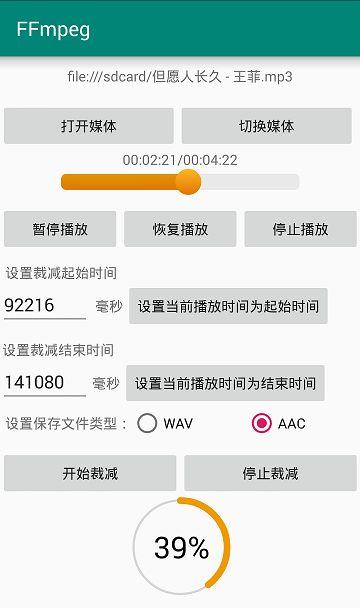 FFmpeg
file:///sdcard/但愿人长久 - 王菲.mp3
打开媒体 切换媒体
00:02:21/00:04:22
暂停播放 恢复播放 停止播放
设置裁减起始时间
92216 毫秒 设置当前播放时间为起始时间
设置裁减结束时间
141080 毫秒 设置当前播放时间为结束时间
设置保存文件类型： WAV AAC
开始裁减 停止裁减
39%